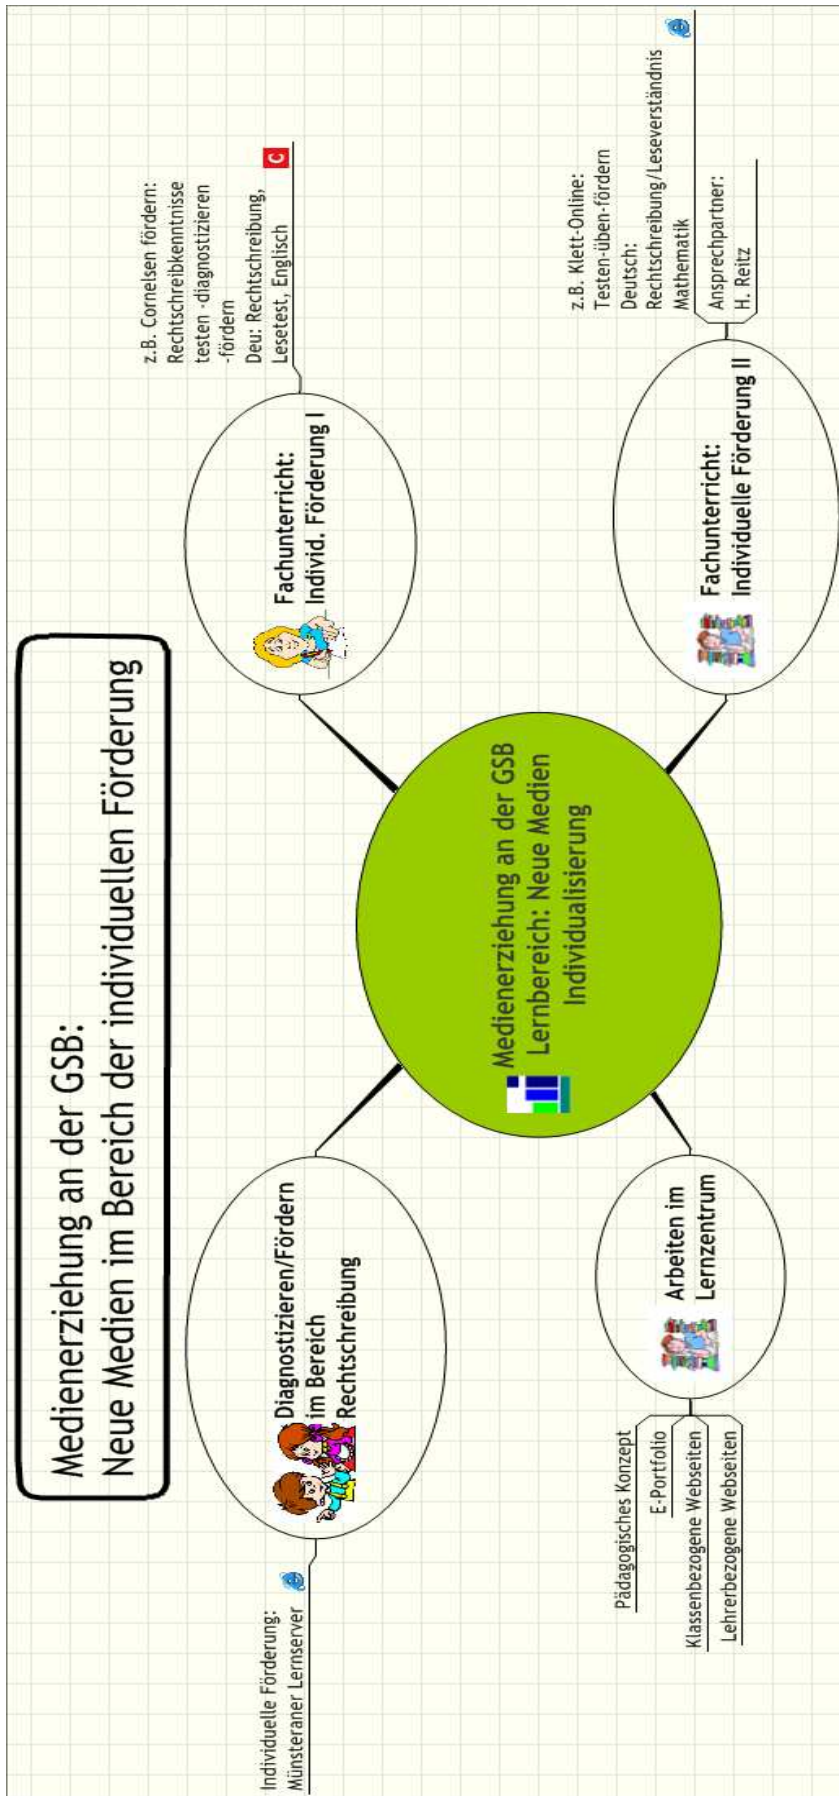 Medienerziehung an der GSB:
Neue Medien im Bereich der individuellen Förderung
Individuelle Förderung:
Münsteraner Lernserver
Diagnostizieren/Fördern
im Bereich
Rechtschreibung
Fachunterricht:
Individ. Förderung I
z.B. Cornelsen fördern:
Rechtschreibkenntnisse
testen -diagnostizieren
-fördern
Deu: Rechtschreibung,
Lesetest, Englisch
C
Medienerziehung an der GSB
Lernbereich: Neue Medien
Individualisierung
Pädagogisches Konzept
E-Portfolio
Klassenbezogene Webseiten
Lehrerbezogene Webseiten
Arbeiten im
Lernzentrum
Fachunterricht:
Individuelle Förderung II
z.B. Klett-Online:
Testen-üben-fördern
Deutsch:
Rechtschreibung/Leseverständnis
Mathematik
Ansprechpartner:
H. Reitz